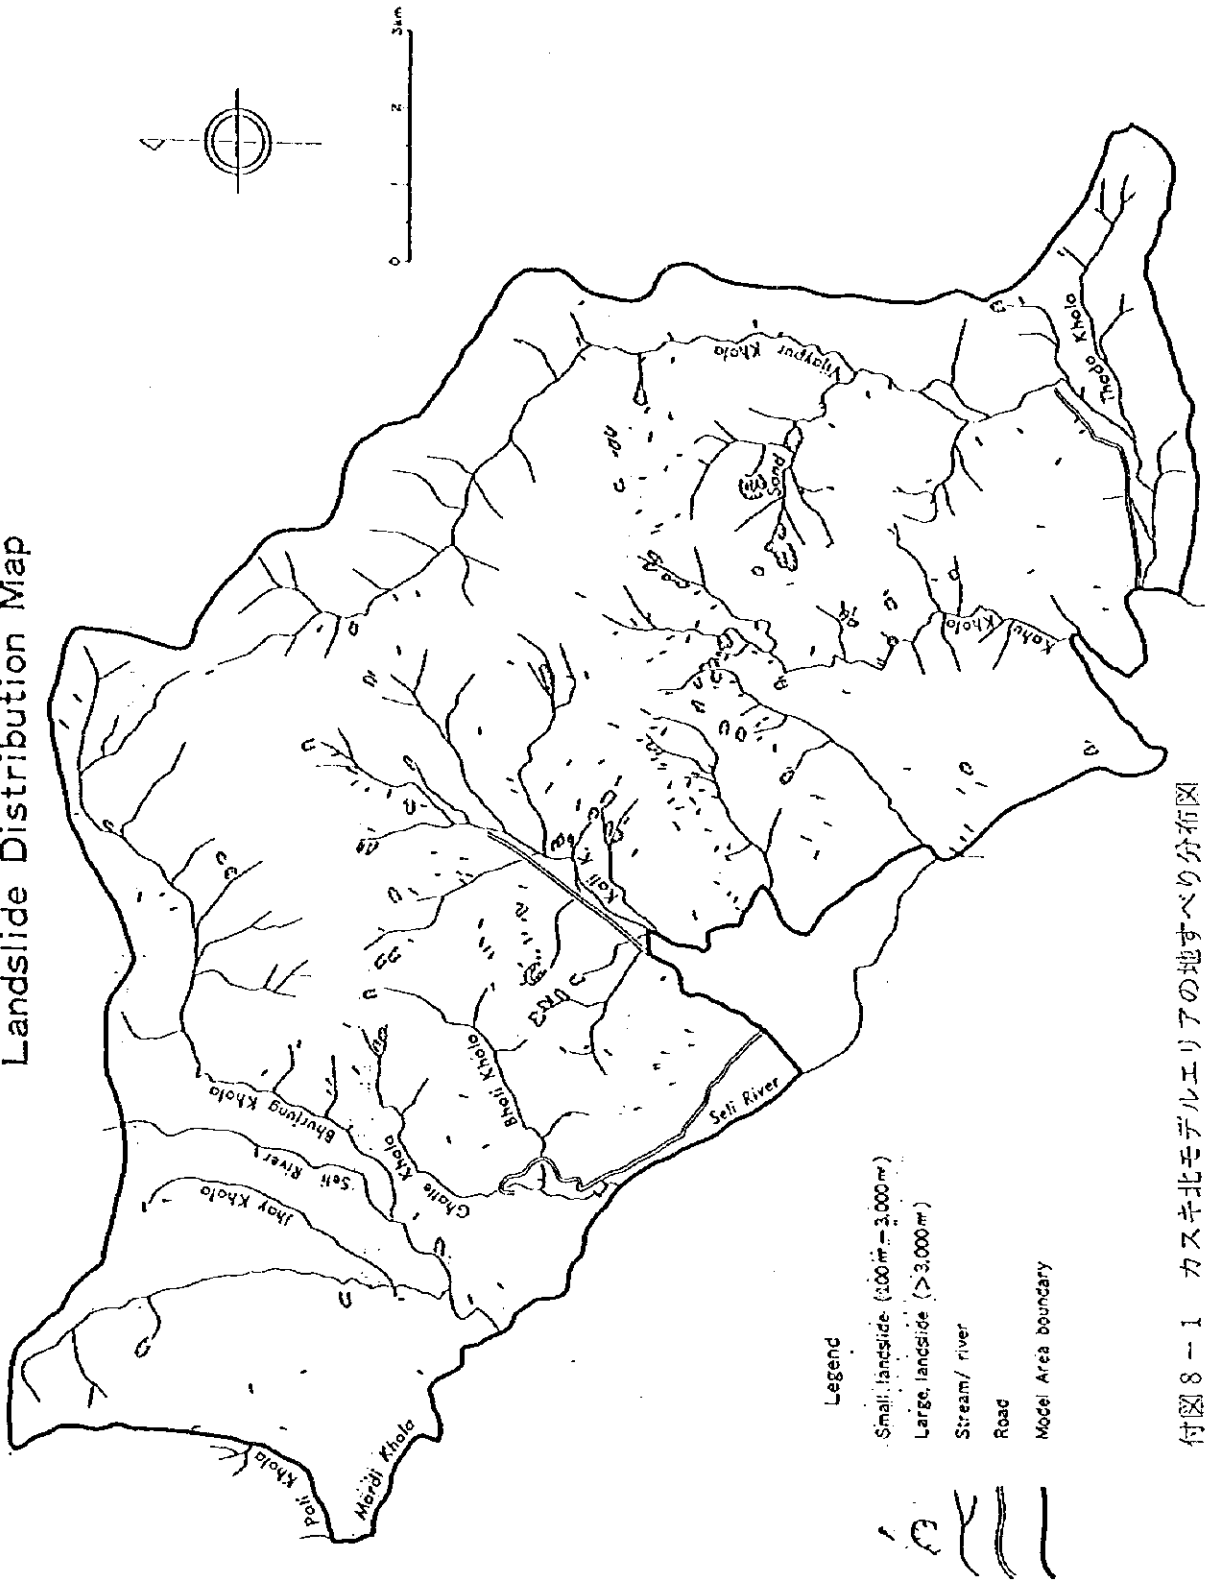 Landslide Distribution Map
0 1 2 3km
Pali Khola
Mardi Khola
Jhay Khola
Seti River
Bhurjung Khola
Ghatte Khola
Bhoti Kholo
Seti River
Kali K.
Sand
Vijaypur Khola
Kahu Khola
Thado Khola
Legend
Small landslide (100㎡-3,000㎡)
Large landslide (>3,000㎡)
Stream/ river
Road
Model Area boundary
付図8-1 カスキ北モデルエリアの地すべり分布図